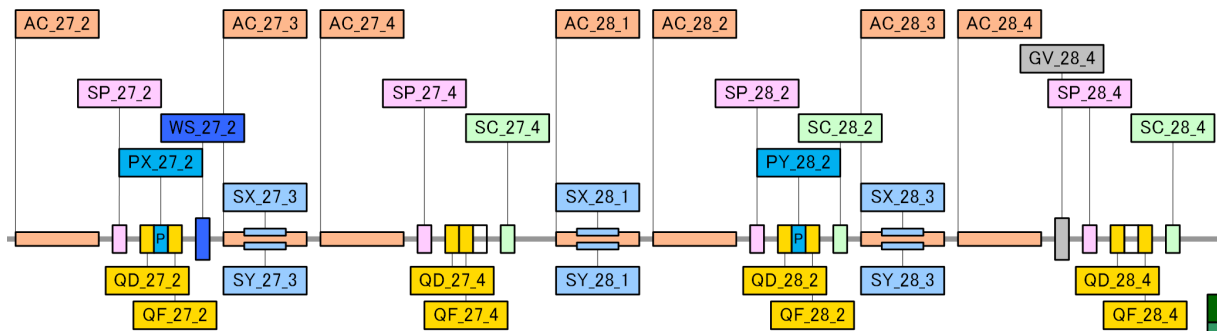 AC_27_2 AC_27_3 AC_27_4 AC_28_1 AC_28_2 AC_28_3 AC_28_4
GV_28_4
SP_27_2 SP_27_4 SP_28_2 SP_28_4
WS_27_2 SC_27_4 SC_28_2 SC_28_4
PX_27_2 PY_28_2
SX_27_3 SX_28_1 SX_28_3
P P
QD_27_2 SY_27_3 QD_27_4 SY_28_1 QD_28_2 SY_28_3 QD_28_4
QF_27_2 QF_27_4 QF_28_2 QF_28_4